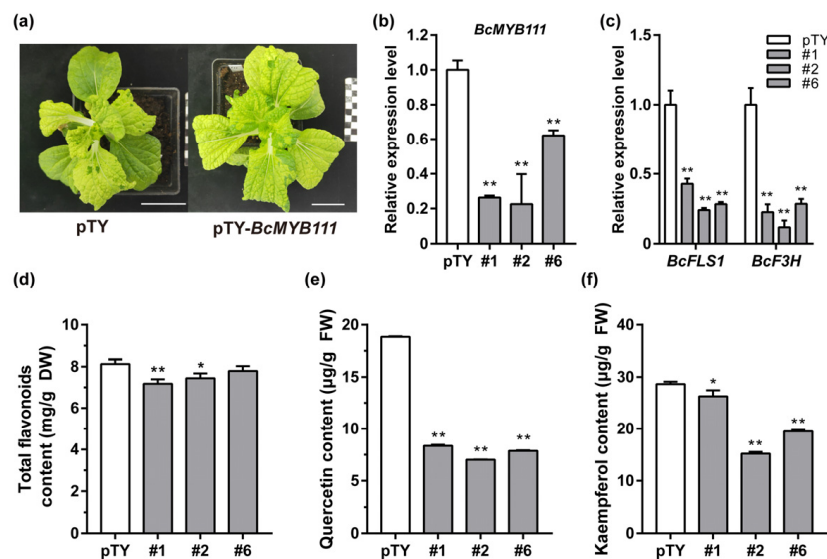 (a)
pTY
pTY-BcMYB111
(b)
BcMYB111
Relative expression level
1.2
1.0
0.8
0.6
0.4
0.2
0
**
**
**
pTY #1 #2 #6
(c)
pTY
#1
#2
#6
Relative expression level
1.5
1.0
0.5
0
** ** **
** ** **
BcFLS1 BcF3H
(d)
Total flavonoids
content (mg/g DW)
10
8
6
4
2
0
** *
pTY #1 #2 #6
(e)
Quercetin content (µg/g FW)
20
15
10
5
0
** ** **
pTY #1 #2 #6
(f)
Kaempferol content (µg/g FW)
40
30
20
10
0
* ** **
pTY #1 #2 #6